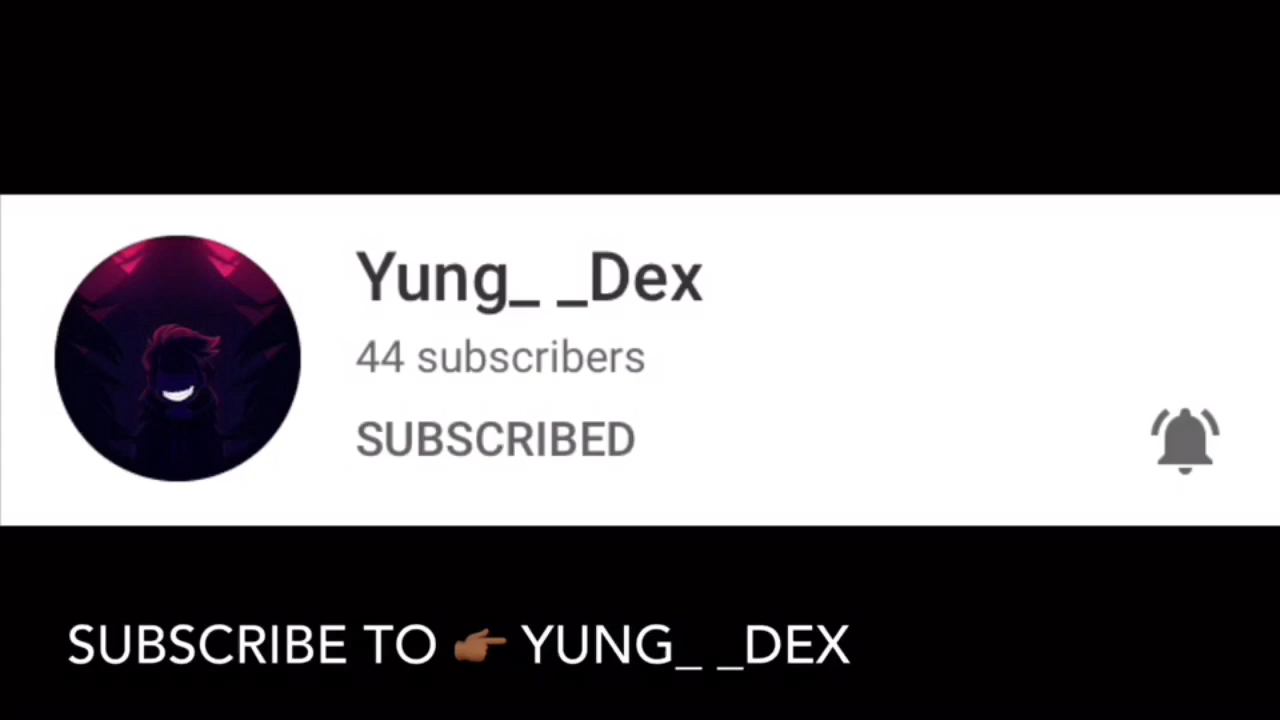 Yung_ _Dex
44 subscribers
SUBSCRIBED
SUBSCRIBE TO 👉🏾 YUNG_ _DEX